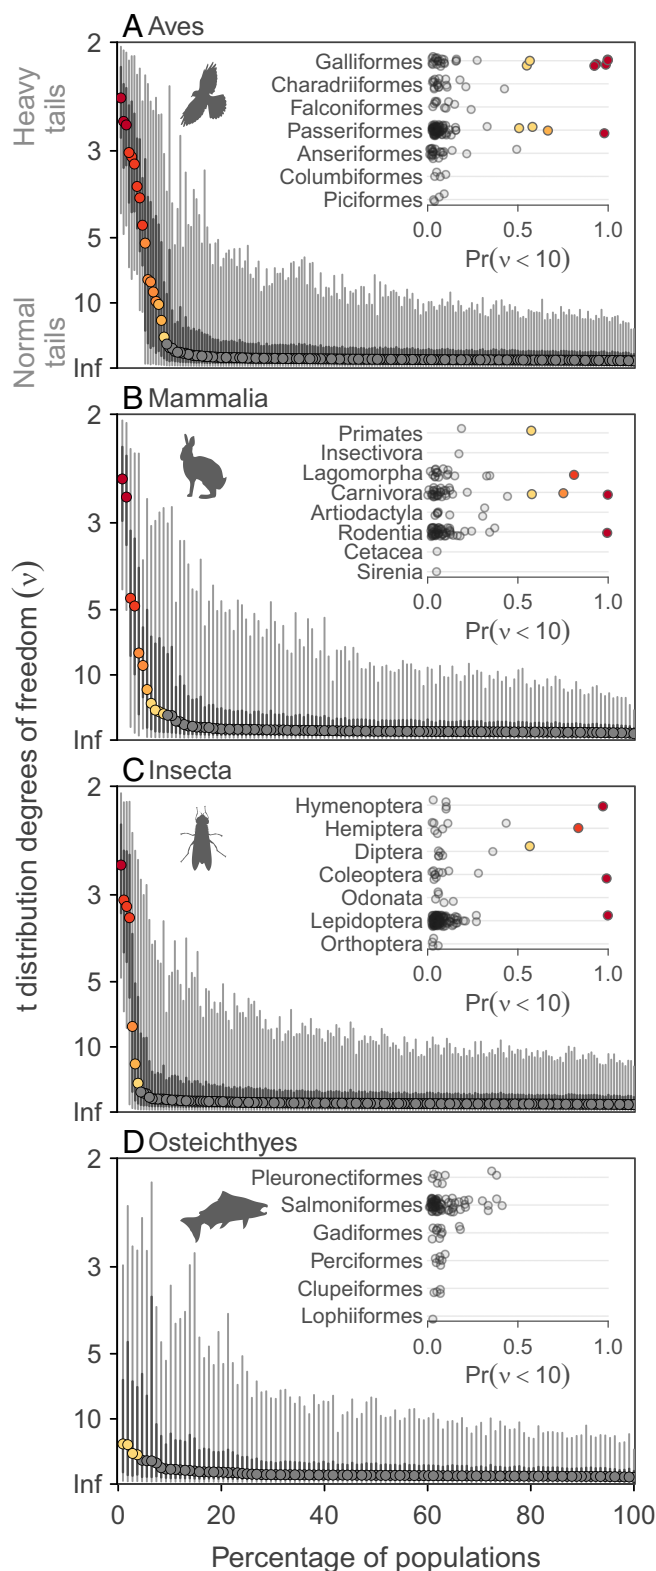 A Aves
Heavy
tails
Normal
tails
2
3
5
10
Inf
Galliformes
Charadriiformes
Falconiformes
Passeriformes
Anseriformes
Columbiformes
Piciformes
0.0 0.5 1.0
Pr(ν < 10)
B Mammalia
2
3
5
10
Inf
Primates
Insectivora
Lagomorpha
Carnivora
Artiodactyla
Rodentia
Cetacea
Sirenia
0.0 0.5 1.0
Pr(ν < 10)
t distribution degrees of freedom (ν)
C Insecta
2
3
5
10
Inf
Hymenoptera
Hemiptera
Diptera
Coleoptera
Odonata
Lepidoptera
Orthoptera
0.0 0.5 1.0
Pr(ν < 10)
D Osteichthyes
2
3
5
10
Inf
Pleuronectiformes
Salmoniformes
Gadiformes
Perciformes
Clupeiformes
Lophiiformes
0.0 0.5 1.0
Pr(ν < 10)
0 20 40 60 80 100
Percentage of populations